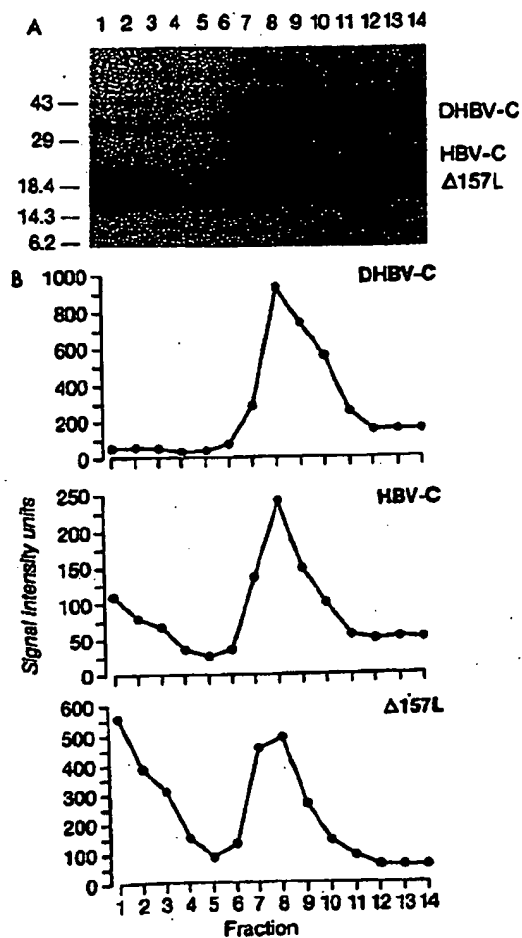 A 1 2 3 4 5 6 7 8 9 10 11 12 13 14
43
DHBV-C
29
HBV-C
18.4
Δ157L
14.3
6.2
B
DHBV-C
1000
800
600
400
200
0
HBV-C
250
200
150
100
50
0
Signal intensity units
Δ157L
600
500
400
300
200
100
0
1 2 3 4 5 6 7 8 9 10 11 12 13 14
Fraction